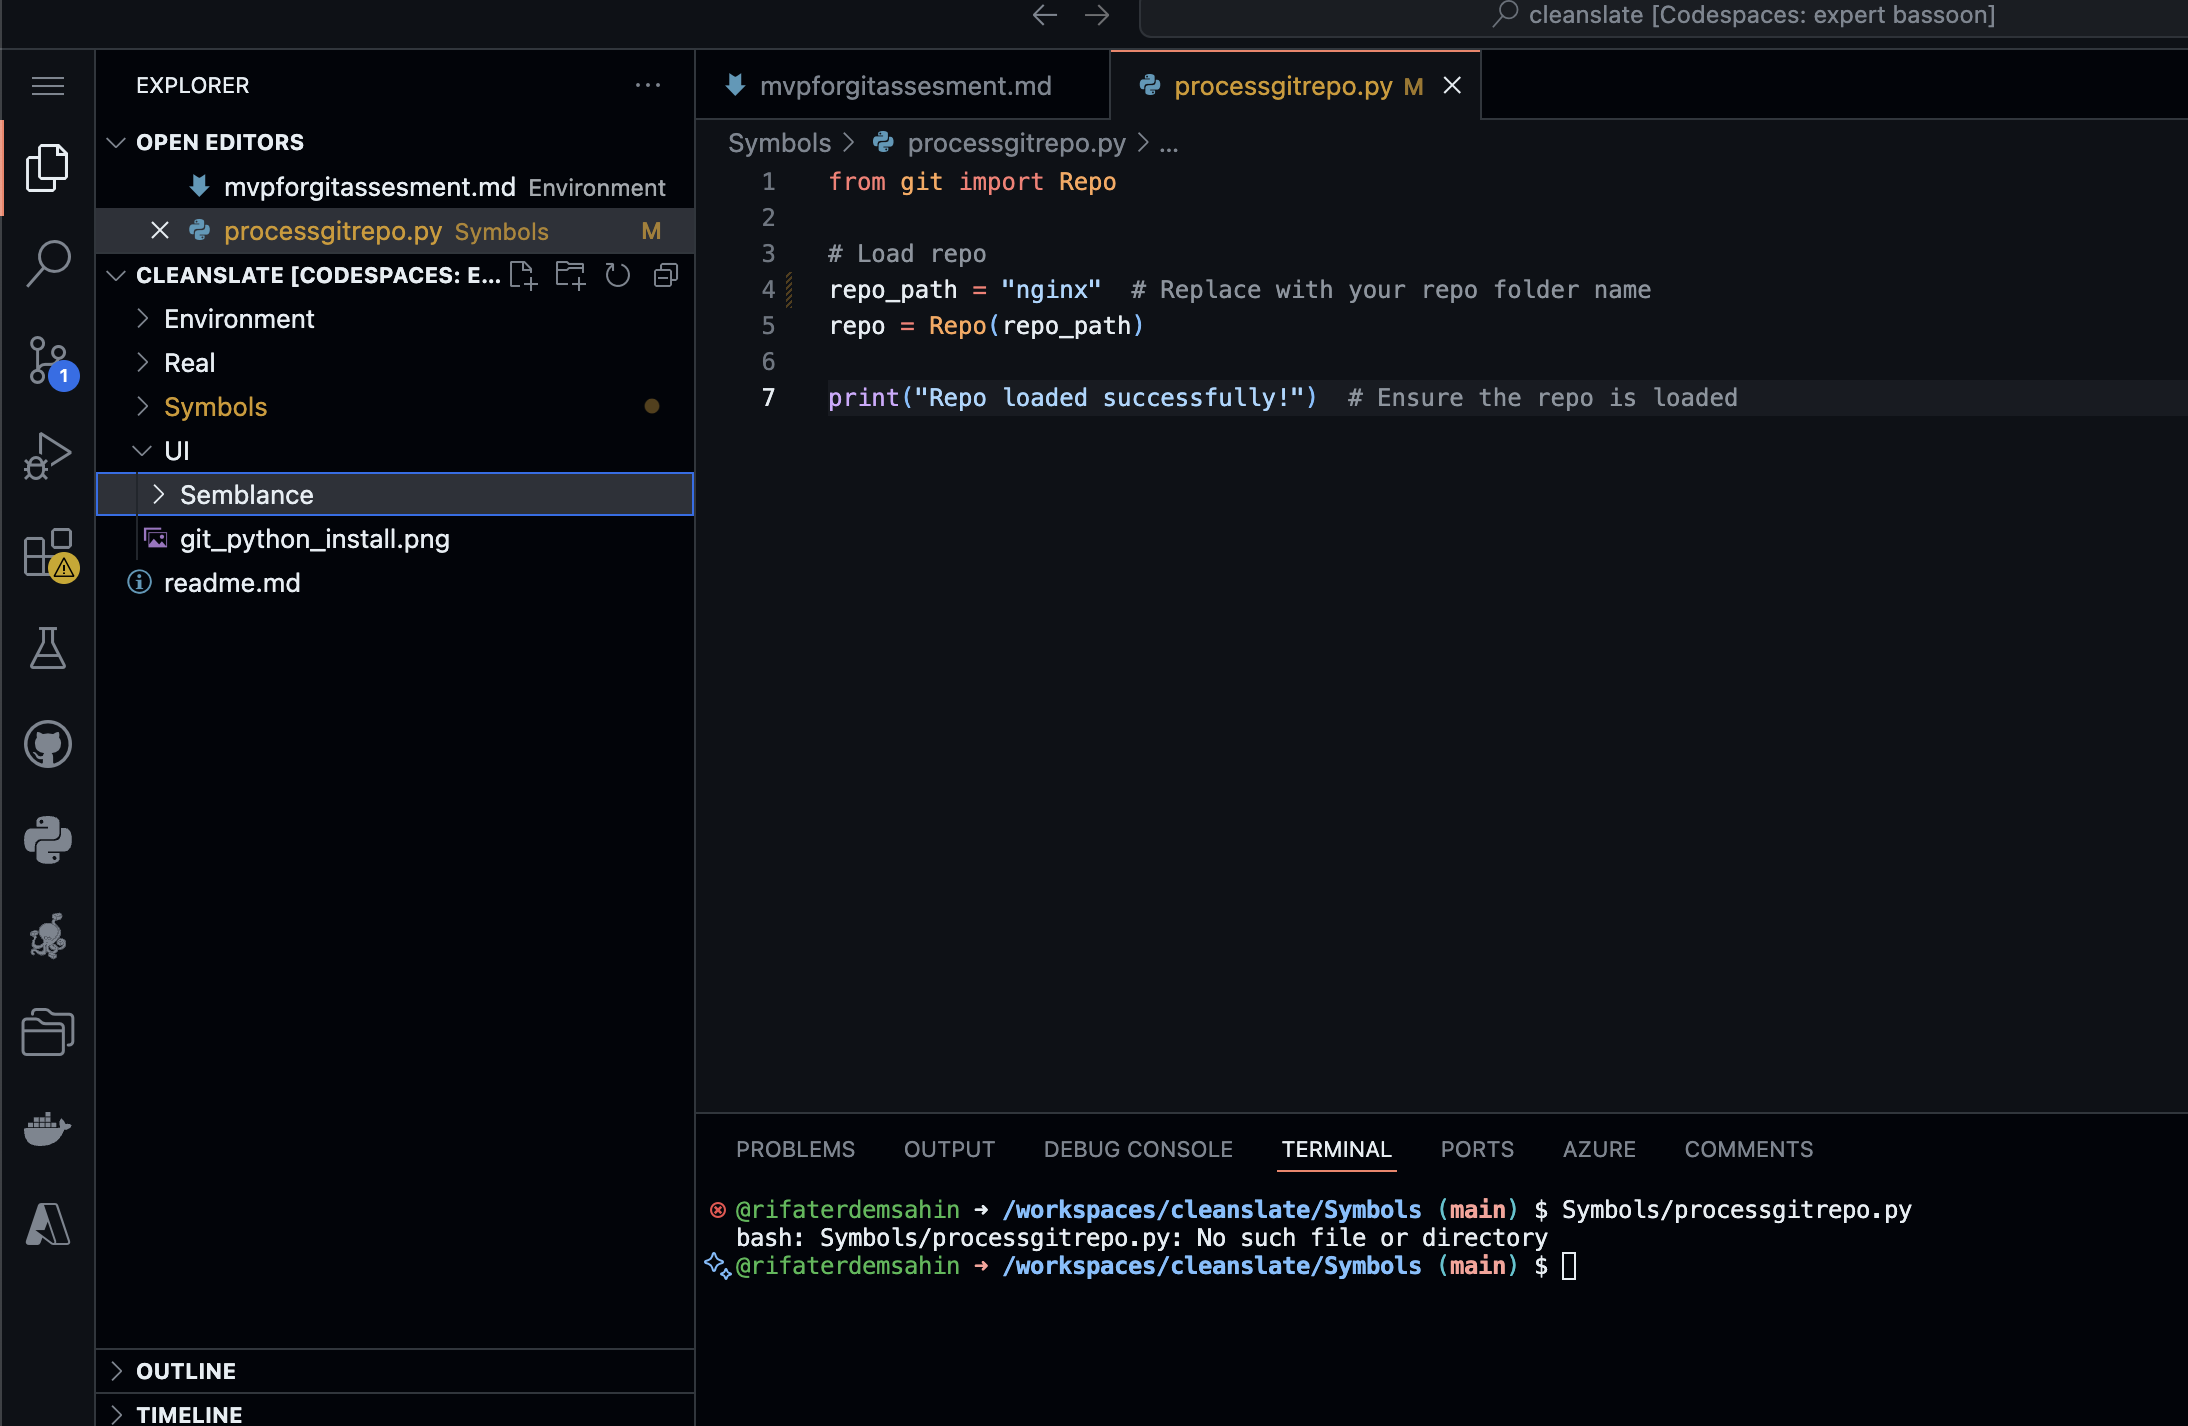 cleanslate [Codespaces: expert bassoon]
EXPLORER
OPEN EDITORS
mvpforgitassesment.md Environment
processgitrepo.py Symbols M
CLEANSLATE [CODESPACES: E...
Environment
Real
Symbols
UI
Semblance
git_python_install.png
readme.md
OUTLINE
TIMELINE
1
mvpforgitassesment.md
processgitrepo.py M
Symbols > processgitrepo.py > ...
1 from git import Repo
2
3 # Load repo
4 repo_path = "nginx"  # Replace with your repo folder name
5 repo = Repo(repo_path)
6
7 print("Repo loaded successfully!")  # Ensure the repo is loaded
PROBLEMS OUTPUT DEBUG CONSOLE TERMINAL PORTS AZURE COMMENTS
@rifaterdemsahin ➜ /workspaces/cleanslate/Symbols (main) $ Symbols/processgitrepo.py
bash: Symbols/processgitrepo.py: No such file or directory
@rifaterdemsahin ➜ /workspaces/cleanslate/Symbols (main) $